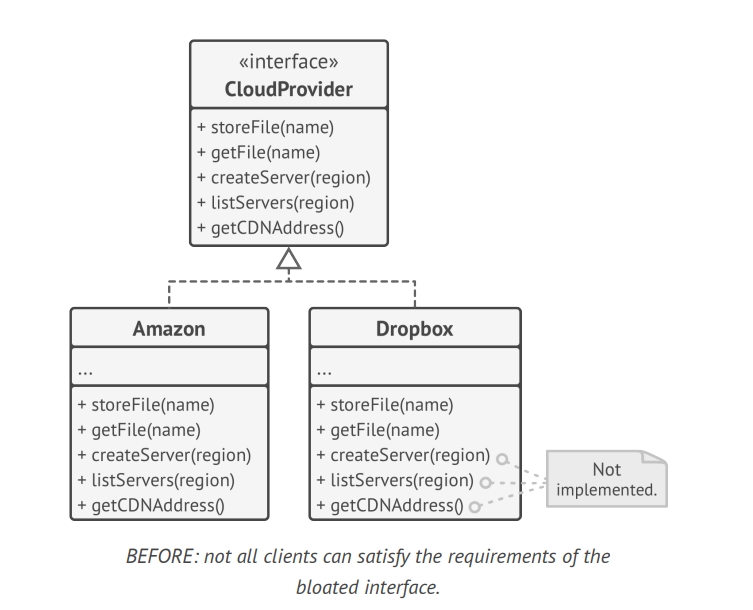 «interface»
CloudProvider
+ storeFile(name)
+ getFile(name)
+ createServer(region)
+ listServers(region)
+ getCDNAddress()
Amazon
...
+ storeFile(name)
+ getFile(name)
+ createServer(region)
+ listServers(region)
+ getCDNAddress()
Dropbox
...
+ storeFile(name)
+ getFile(name)
+ createServer(region)
+ listServers(region)
+ getCDNAddress()
Not
implemented.
BEFORE: not all clients can satisfy the requirements of the
bloated interface.